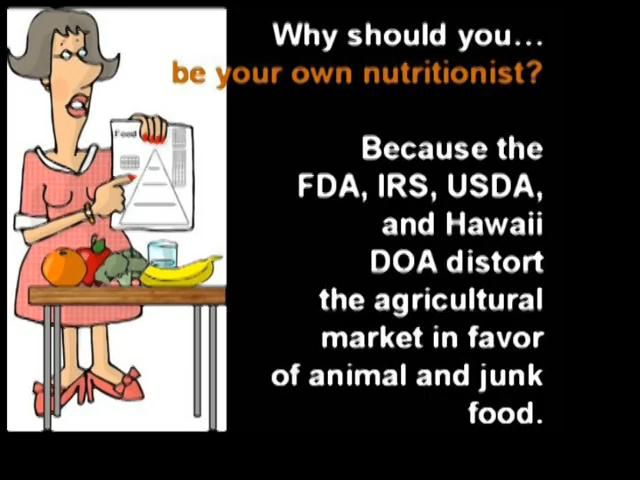 Why should you…
be your own nutritionist?
Because the
FDA, IRS, USDA,
and Hawaii
DOA distort
the agricultural
market in favor
of animal and junk
food.
Food